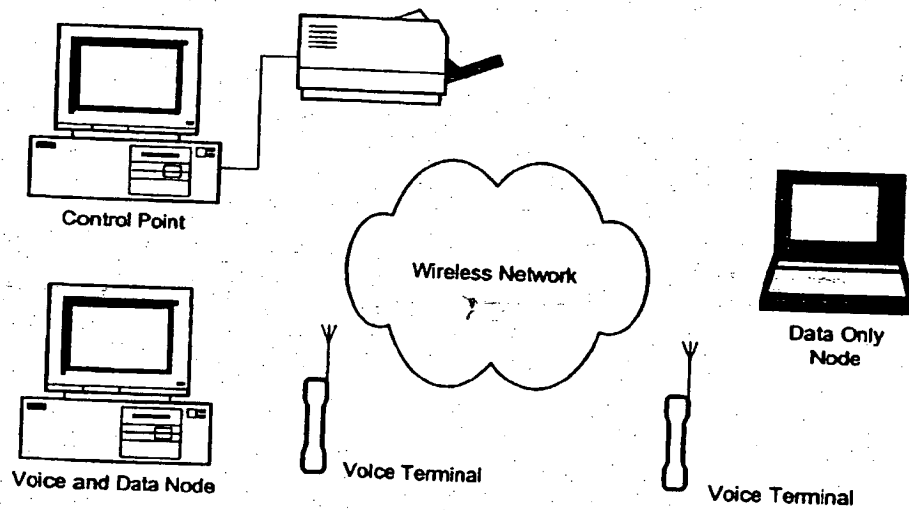 Control Point
Wireless Network
Data Only
Node
Voice and Data Node
Voice Terminal
Voice Terminal